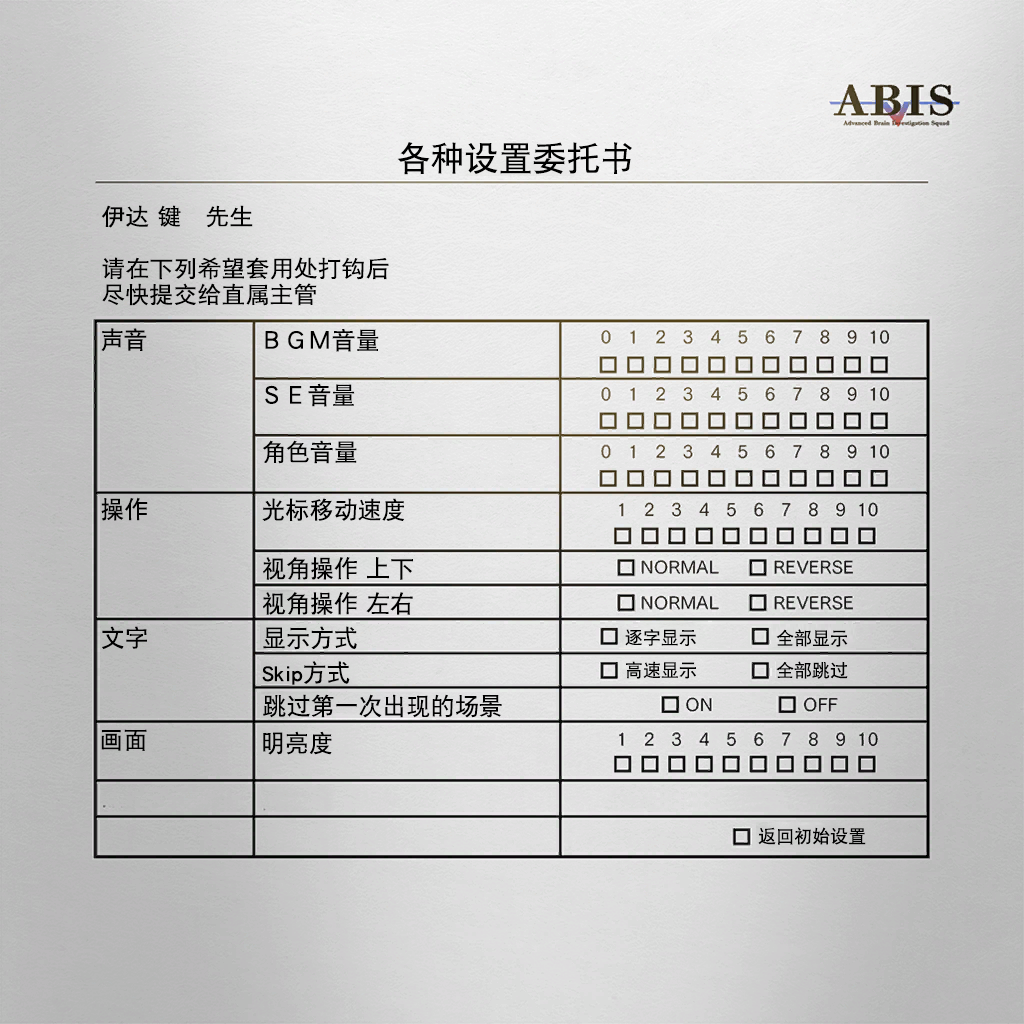 ABIS
Advanced Brain Investigation Squad
各种设置委托书
伊达 键　先生
请在下列希望套用处打钩后
尽快提交给直属主管
声音
ＢＧＭ音量
0 1 2 3 4 5 6 7 8 9 10
ＳＥ音量
0 1 2 3 4 5 6 7 8 9 10
角色音量
0 1 2 3 4 5 6 7 8 9 10
操作
光标移动速度
1 2 3 4 5 6 7 8 9 10
视角操作 上下
NORMAL REVERSE
视角操作 左右
NORMAL REVERSE
文字
显示方式
逐字显示 全部显示
Skip方式
高速显示 全部跳过
跳过第一次出现的场景
ON OFF
画面
明亮度
1 2 3 4 5 6 7 8 9 10
返回初始设置